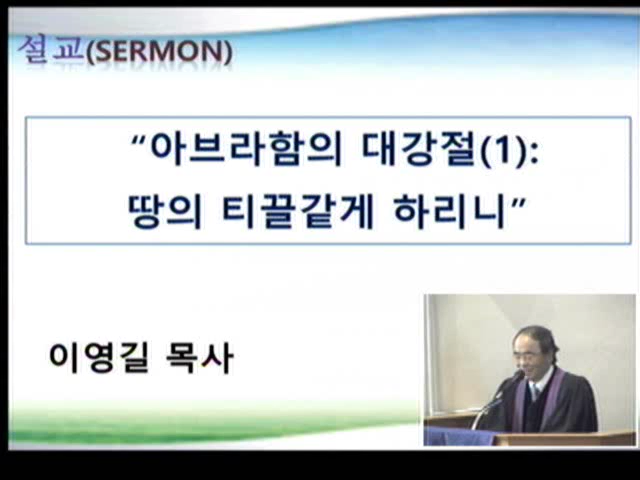 설교(SERMON)
“아브라함의 대강절(1):
땅의 티끌같게 하리니”
이영길 목사